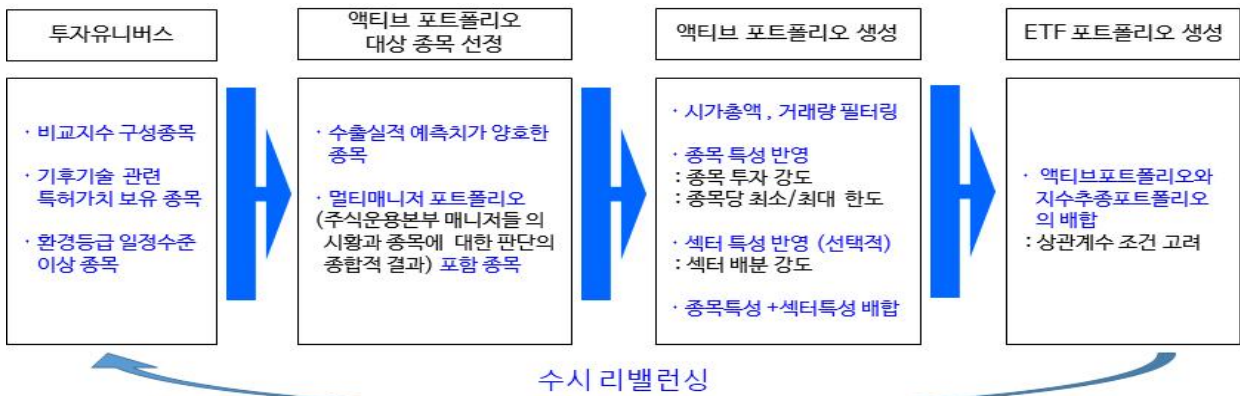 투자유니버스
· 비교지수 구성종목
· 기후기술 관련
특허가치 보유 종목
· 환경등급 일정수준
이상 종목
액티브 포트폴리오
대상 종목 선정
· 수출실적 예측치가 양호한
종목
· 멀티매니저 포트폴리오
(주식운용본부 매니저들 의
시황과 종목에 대한 판단의
종합적 결과) 포함 종목
액티브 포트폴리오 생성
· 시가총액 , 거래량 필터링
· 종목 특성 반영
: 종목 투자 강도
: 종목당 최소/최대 한도
· 섹터 특성 반영 (선택적)
: 섹터 배분 강도
· 종목특성 +섹터특성 배합
ETF 포트폴리오 생성
· 액티브포트폴리오와
지수추종포트폴리오
의 배합
: 상관계수 조건 고려
수시 리밸런싱